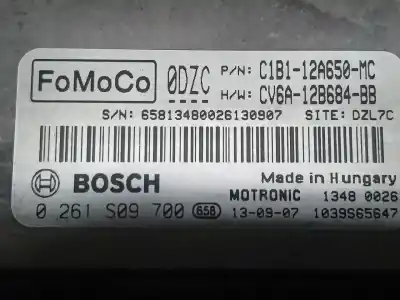 FoMoCo 0DZC P/N: C1B1-12A650-MC
H/W: CV6A-12B684-BB
S/N: 65813480026130907 SITE: DZL7C
BOSCH Made in Hungary
MOTRONIC 1348 0026
0 261 S09 700 658 13-09-07 1039S65647